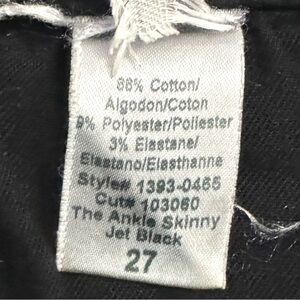 88% Cotton/
Algodon/Coton
9% Polyester/Poliester
3% Elastane/
Elastano/Elasthanne
Style# 1393-0465
Cut# 103060
The Ankle Skinny
Jet Black
27